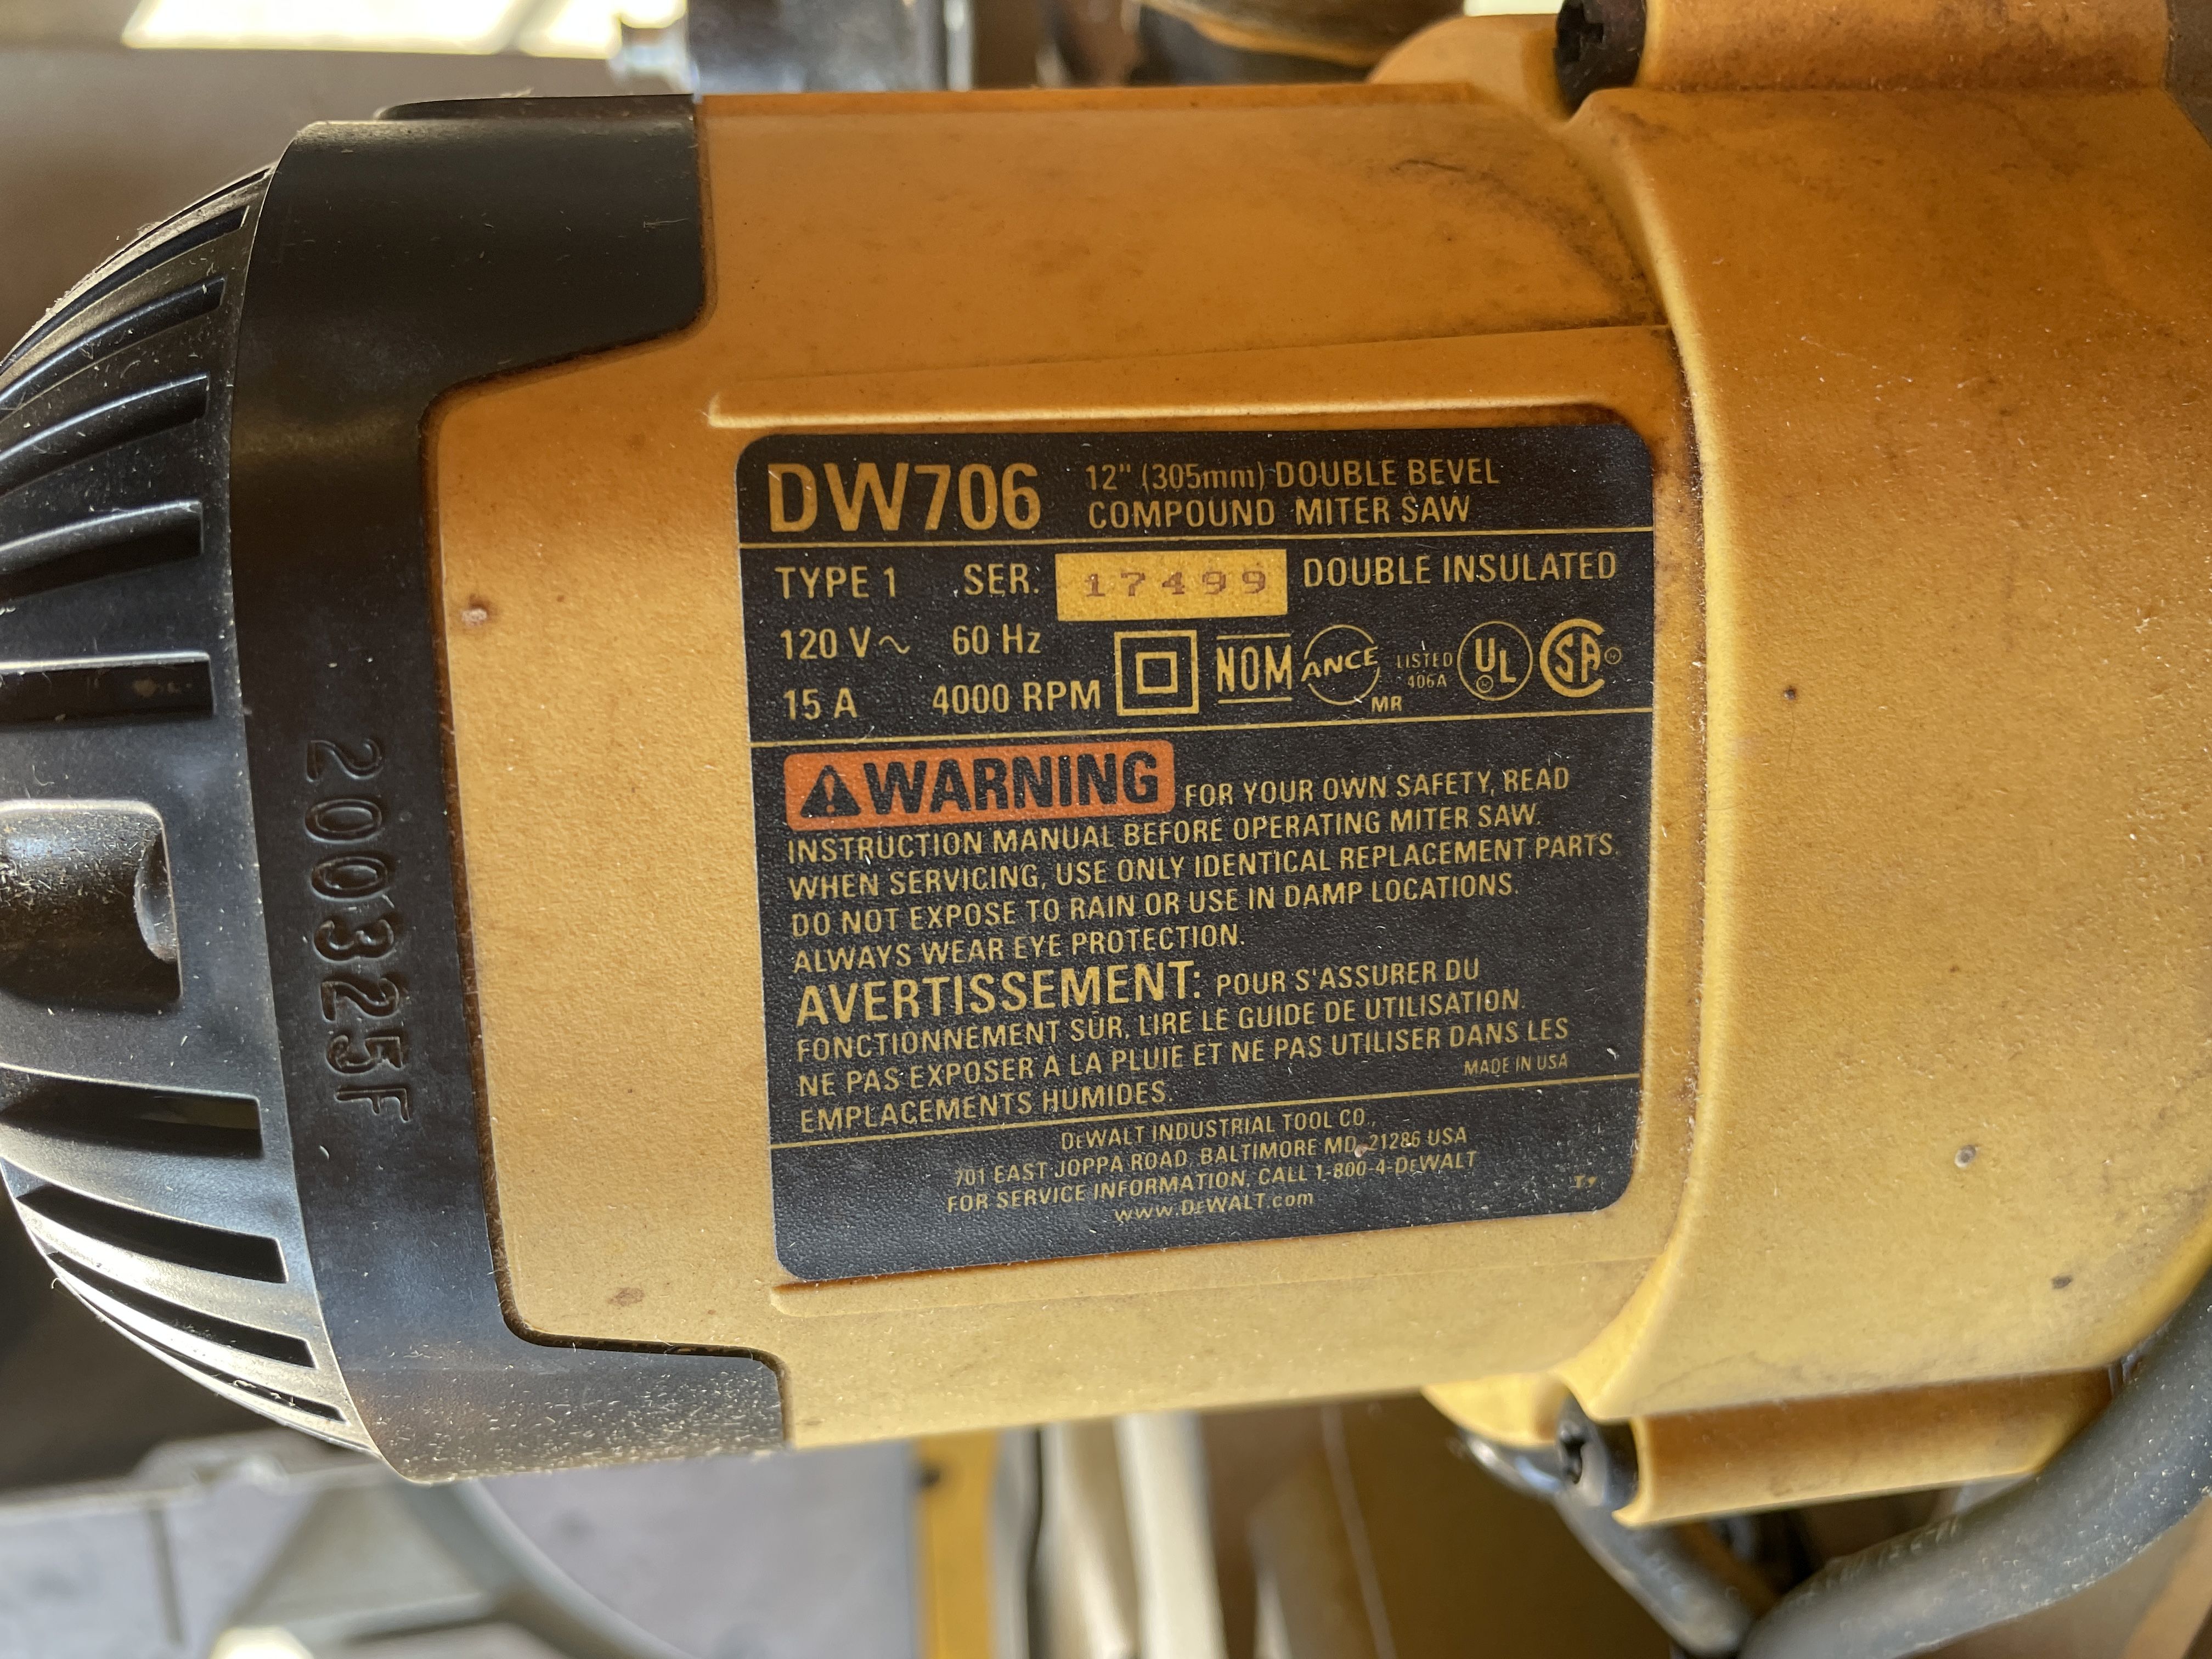 DW706 12" (305mm) DOUBLE BEVEL
COMPOUND MITER SAW
TYPE 1 SER. 17499 DOUBLE INSULATED
120 V~ 60 Hz
15 A 4000 RPM
NOM ANCE MR LISTED 406A UL SA
WARNING FOR YOUR OWN SAFETY, READ
INSTRUCTION MANUAL BEFORE OPERATING MITER SAW.
WHEN SERVICING, USE ONLY IDENTICAL REPLACEMENT PARTS.
DO NOT EXPOSE TO RAIN OR USE IN DAMP LOCATIONS.
ALWAYS WEAR EYE PROTECTION.
AVERTISSEMENT: POUR S'ASSURER DU
FONCTIONNEMENT SÛR, LIRE LE GUIDE DE UTILISATION.
NE PAS EXPOSER À LA PLUIE ET NE PAS UTILISER DANS LES
EMPLACEMENTS HUMIDES.
MADE IN USA
DEWALT INDUSTRIAL TOOL CO.,
701 EAST JOPPA ROAD, BALTIMORE MD, 21286 USA
FOR SERVICE INFORMATION, CALL 1-800-4-DEWALT
www.DEWALT.com
200325F